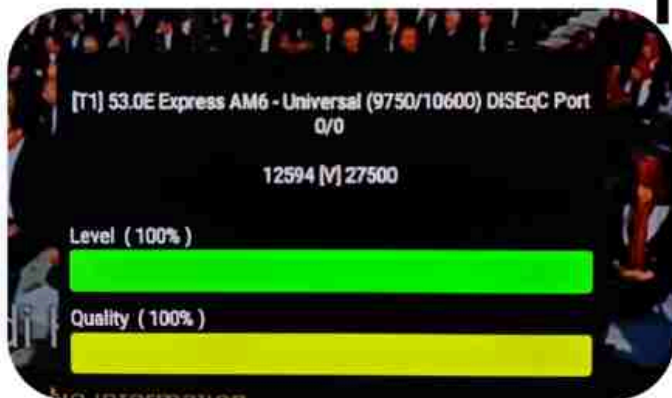 [T1] 53.0E Express AM6 - Universal (9750/10600) DiSEqC Port
0/0
12594 [V] 27500
Level ( 100% )
Quality ( 100% )